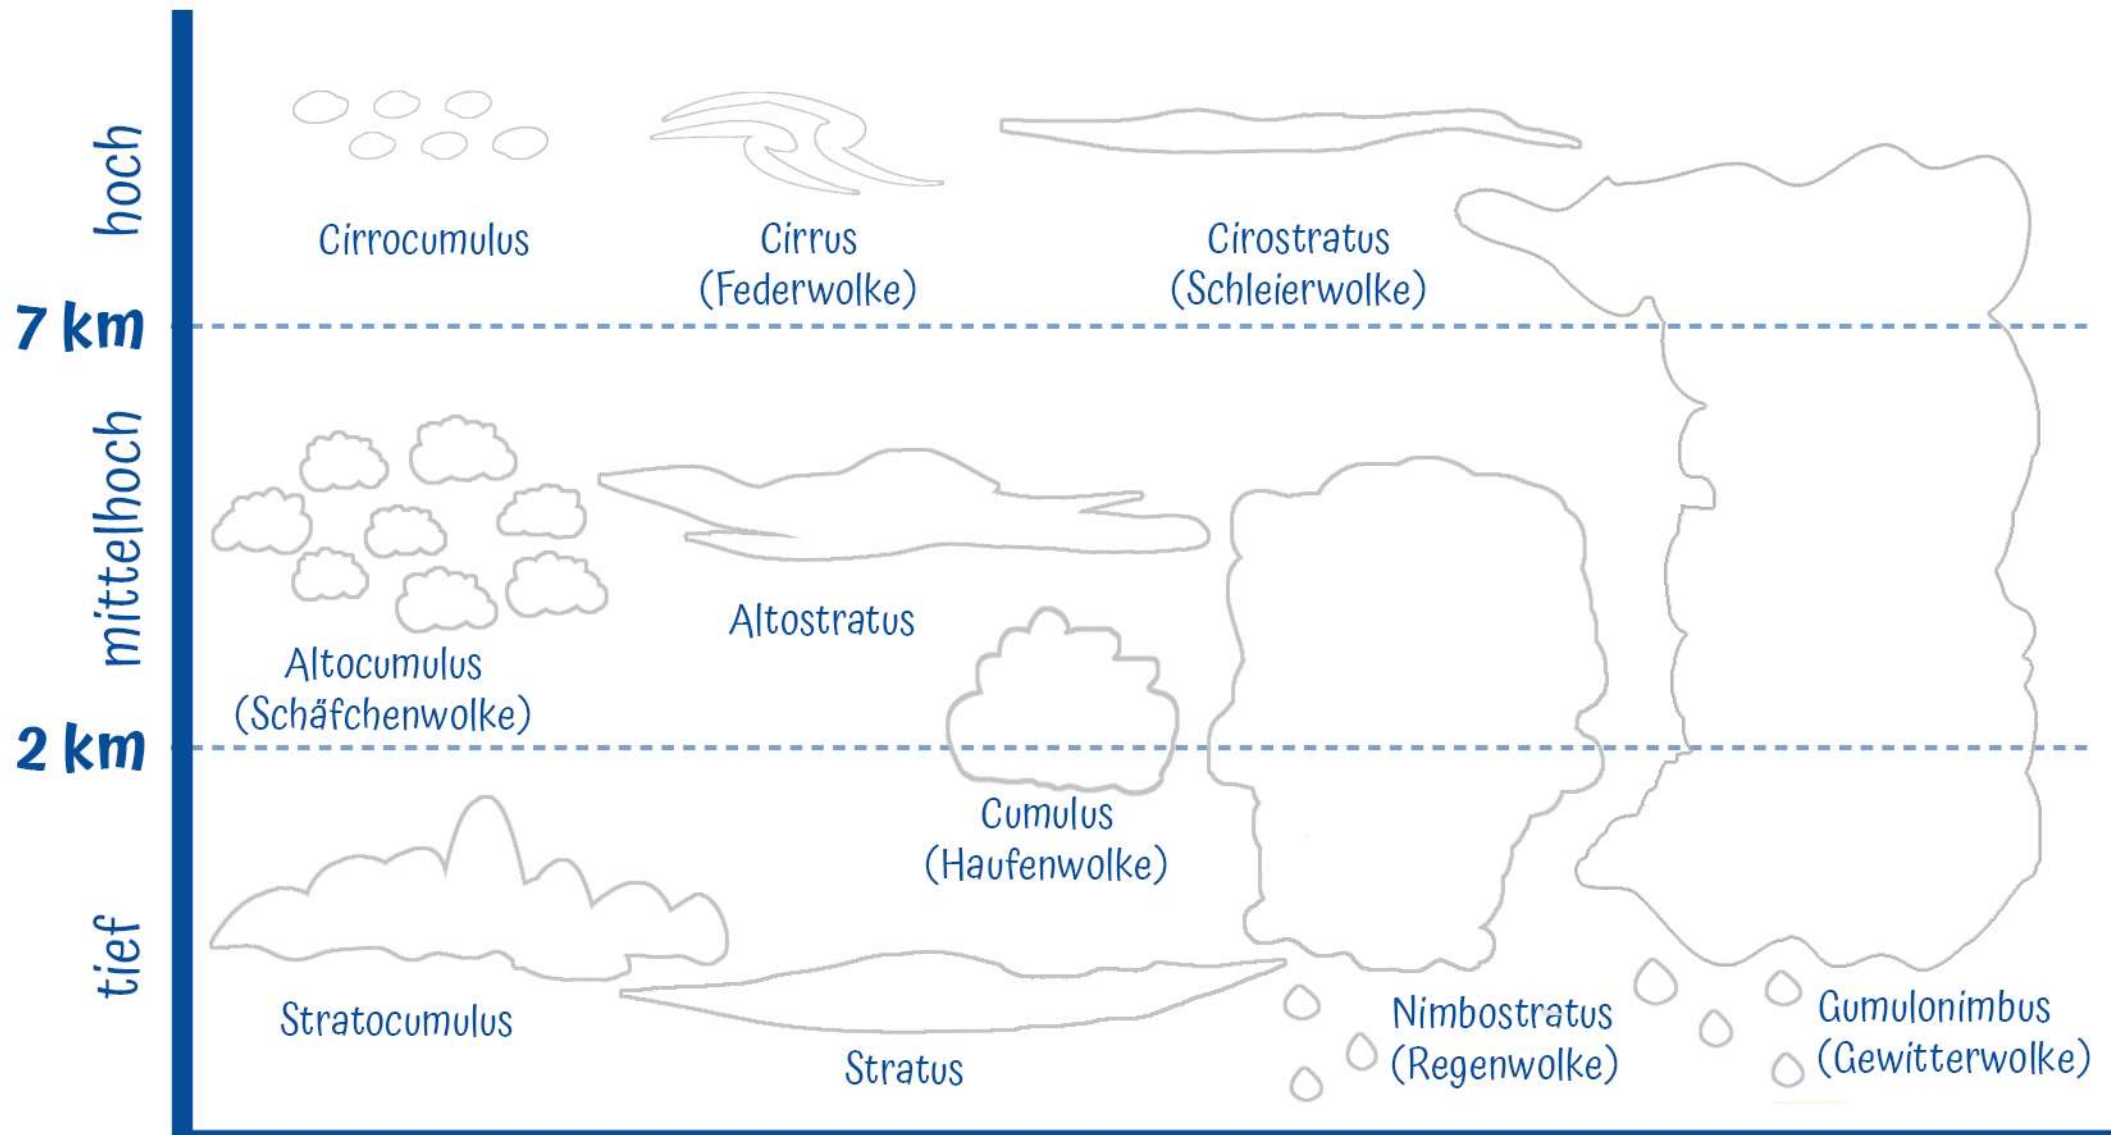 hoch
Cirrocumulus
Cirrus
(Federwolke)
Cirostratus
(Schleierwolke)
7 km
mittelhoch
Altocumulus
(Schäfchenwolke)
Altostratus
2 km
Cumulus
(Haufenwolke)
tief
Stratocumulus
Stratus
Nimbostratus
(Regenwolke)
Gumulonimbus
(Gewitterwolke)